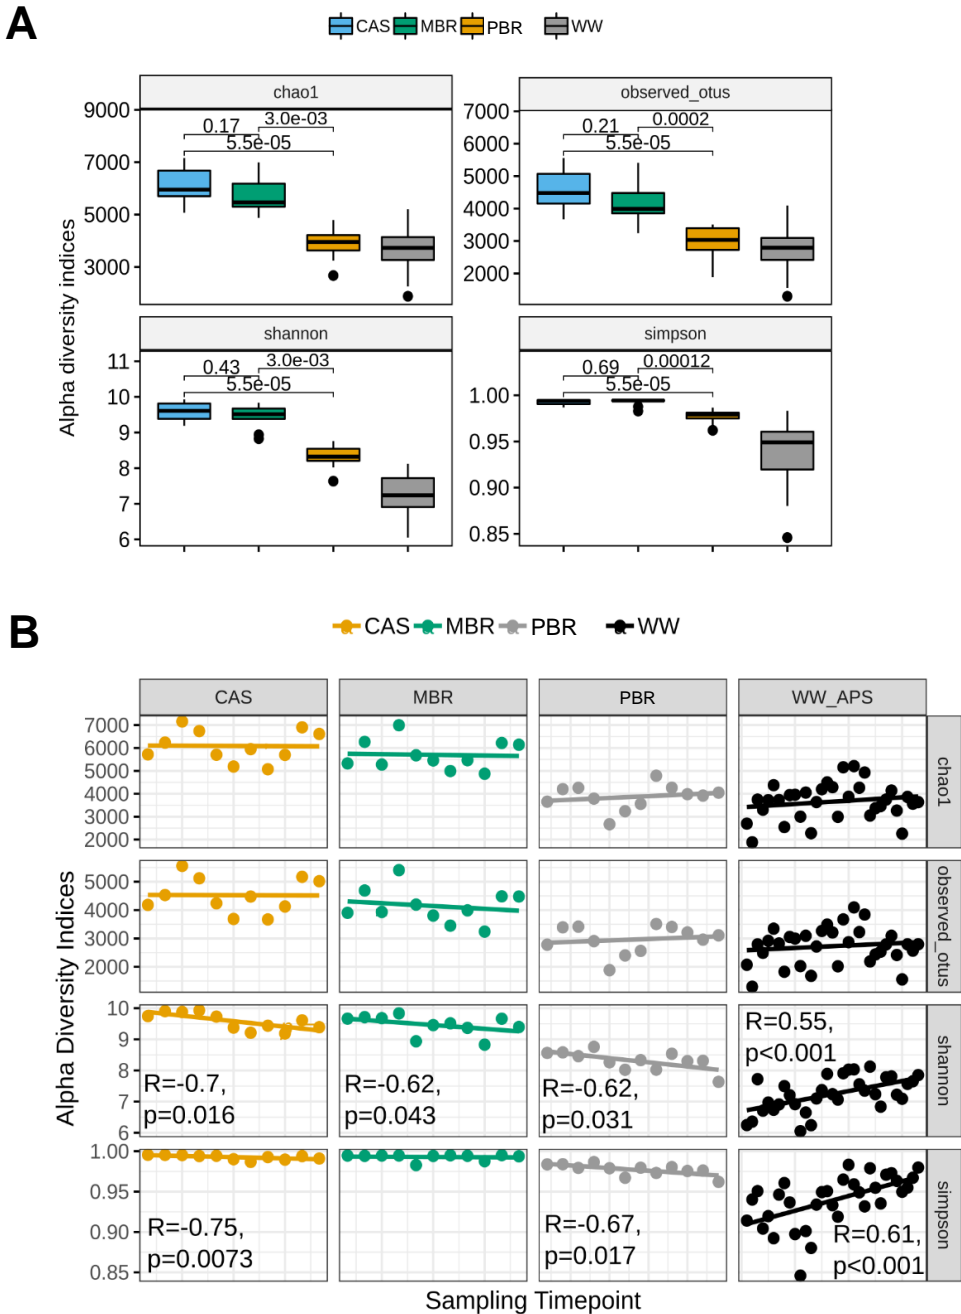 A
CAS MBR PBR WW
chao1
observed_otus
9000
7000
5000
3000
0.17
3.0e-03
5.5e-05
7000
6000
5000
4000
3000
2000
0.21
0.0002
5.5e-05
Alpha diversity indices
shannon
simpson
11
10
9
8
7
6
0.43
3.0e-03
5.5e-05
1.00
0.95
0.90
0.85
0.69
0.00012
5.5e-05
B
CAS MBR PBR WW
CAS
MBR
PBR
WW_APS
Alpha Diversity Indices
7000
6000
5000
4000
3000
2000
chao1
5000
4000
3000
2000
observed_otus
10
9
8
7
6
R=-0.7,
p=0.016
R=-0.62,
p=0.043
R=-0.62,
p=0.031
R=0.55,
p<0.001
shannon
1.00
0.95
0.90
0.85
R=-0.75,
p=0.0073
R=-0.67,
p=0.017
R=0.61,
p<0.001
simpson
Sampling Timepoint